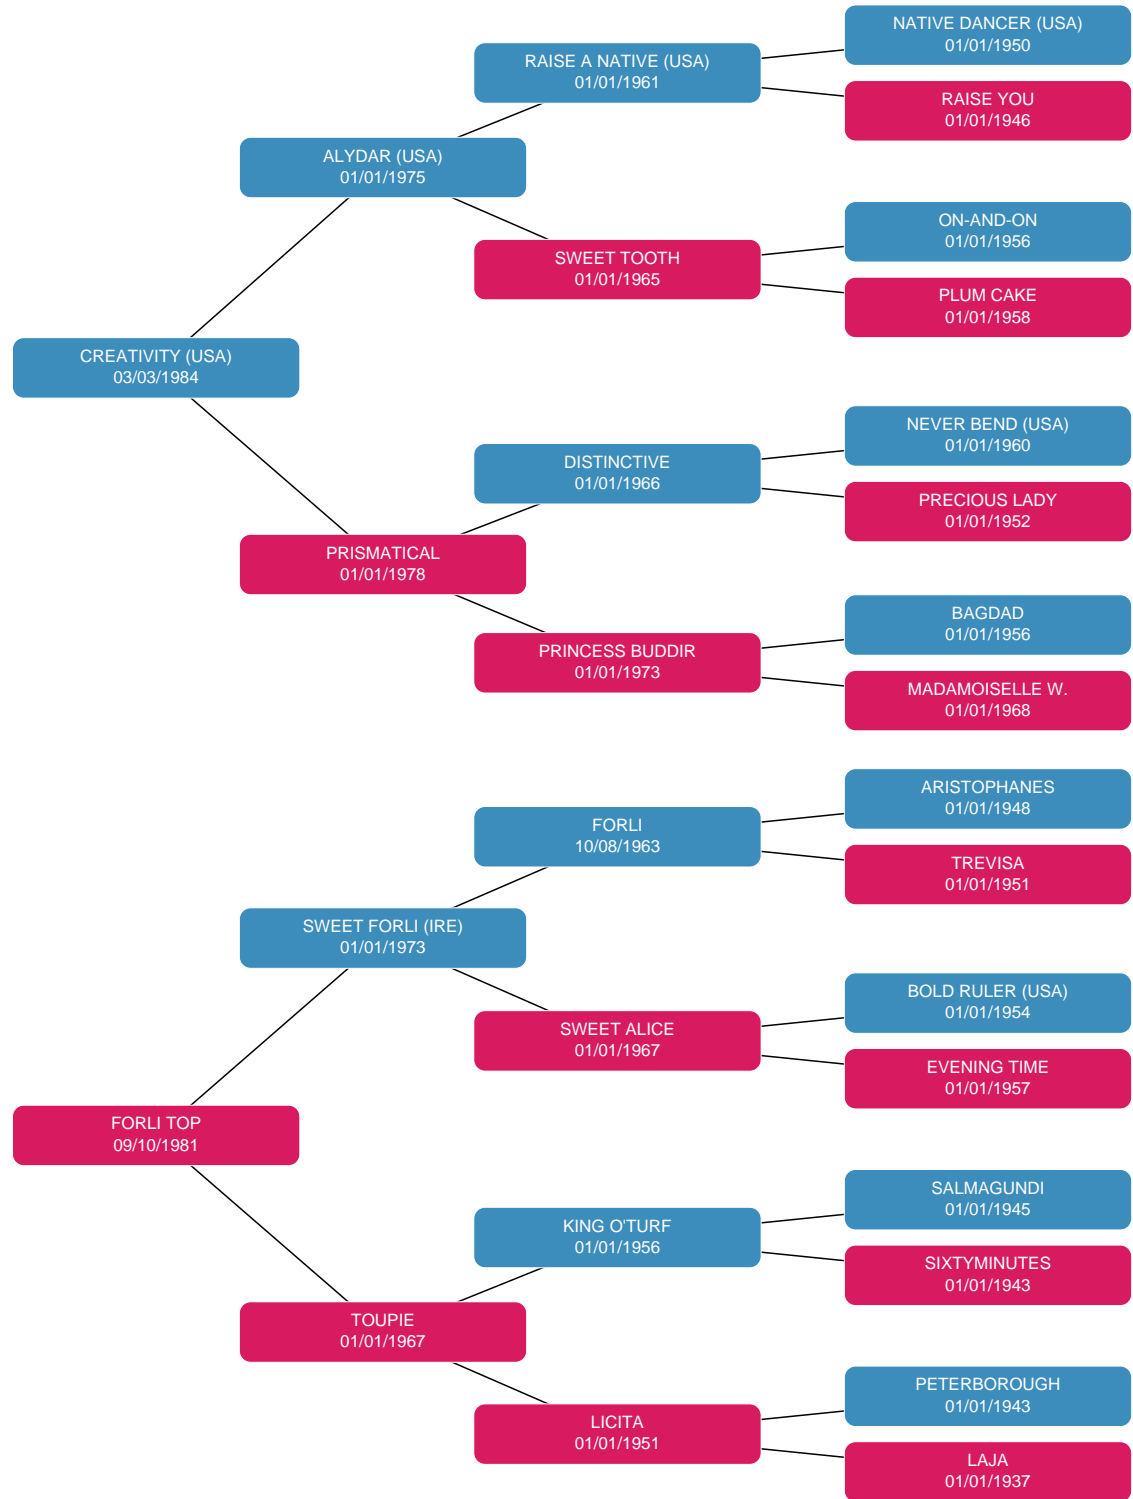 NATIVE DANCER (USA)
01/01/1950
RAISE A NATIVE (USA)
01/01/1961
RAISE YOU
01/01/1946
ALYDAR (USA)
01/01/1975
ON-AND-ON
01/01/1956
SWEET TOOTH
01/01/1965
PLUM CAKE
01/01/1958
CREATIVITY (USA)
03/03/1984
NEVER BEND (USA)
01/01/1960
DISTINCTIVE
01/01/1966
PRECIOUS LADY
01/01/1952
PRISMATICAL
01/01/1978
BAGDAD
01/01/1956
PRINCESS BUDDIR
01/01/1973
MADAMOISELLE W.
01/01/1968
ARISTOPHANES
01/01/1948
FORLI
10/08/1963
TREVISA
01/01/1951
SWEET FORLI (IRE)
01/01/1973
BOLD RULER (USA)
01/01/1954
SWEET ALICE
01/01/1967
EVENING TIME
01/01/1957
FORLI TOP
09/10/1981
SALMAGUNDI
01/01/1945
KING O'TURF
01/01/1956
SIXTYMINUTES
01/01/1943
TOUPIE
01/01/1967
PETERBOROUGH
01/01/1943
LICITA
01/01/1951
LAJA
01/01/1937